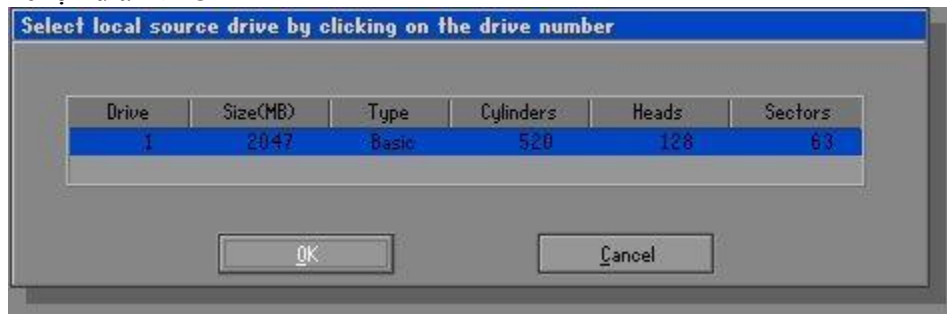 Select local source drive by clicking on the drive number
Drive Size(MB) Type Cylinders Heads Sectors
1 2047 Basic 520 128 63
OK Cancel